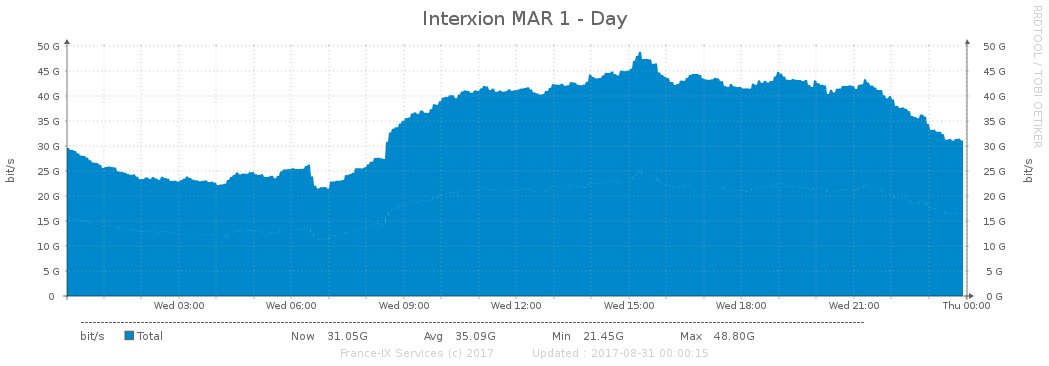 Interxion MAR 1 - Day
RRDTOOL / TOBI OETIKER
50 G 50 G
45 G 45 G
40 G 40 G
35 G 35 G
30 G 30 G
25 G 25 G
20 G 20 G
15 G 15 G
10 G 10 G
5 G 5 G
0 0 G
bit/s
bit/s
Wed 03:00 Wed 06:00 Wed 09:00 Wed 12:00 Wed 15:00 Wed 18:00 Wed 21:00 Thu 00:00
bit/s Total Now 31.05G Avg 35.09G Min 21.45G Max 48.80G
France-IX Services (c) 2017 Updated : 2017-08-31 00:00:15